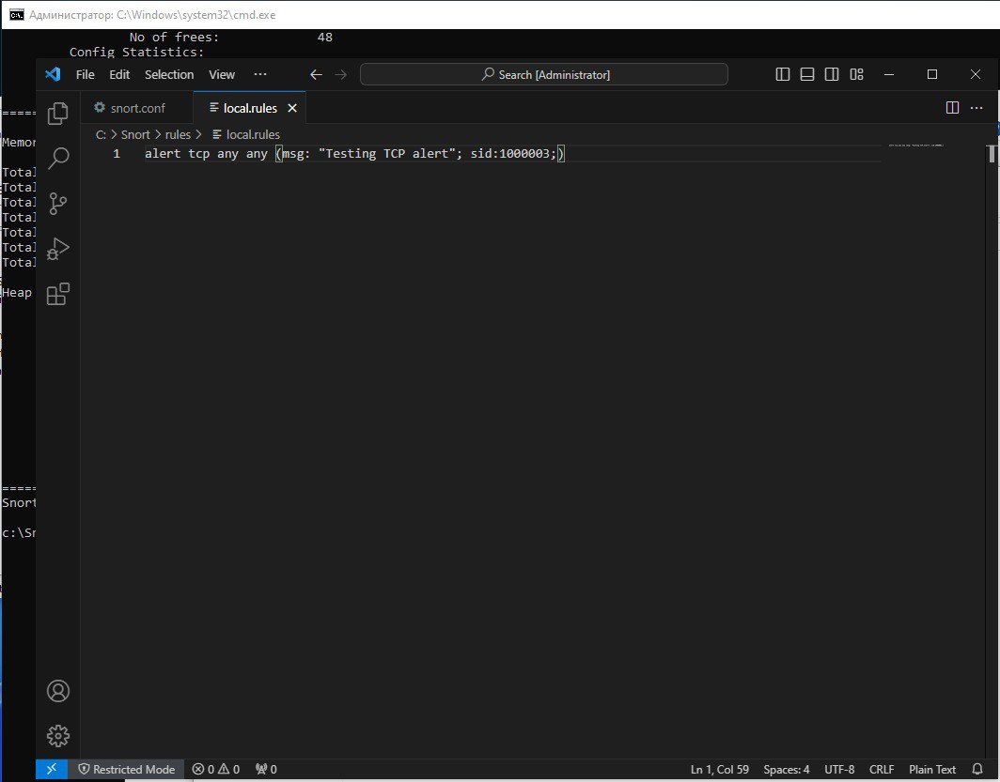 Администратор: C:\Windows\system32\cmd.exe
No of frees: 48
Config Statistics:
File Edit Selection View ··· Search [Administrator]
snort.conf local.rules
C: > Snort > rules > local.rules
1 alert tcp any any (msg: "Testing TCP alert"; sid:1000003;)
=====
Memor
Total
Total
Total
Total
Total
Total
Total
Heap
=====
Snort
c:\Sn
Restricted Mode 0 0 0 Ln 1, Col 59 Spaces: 4 UTF-8 CRLF Plain Text